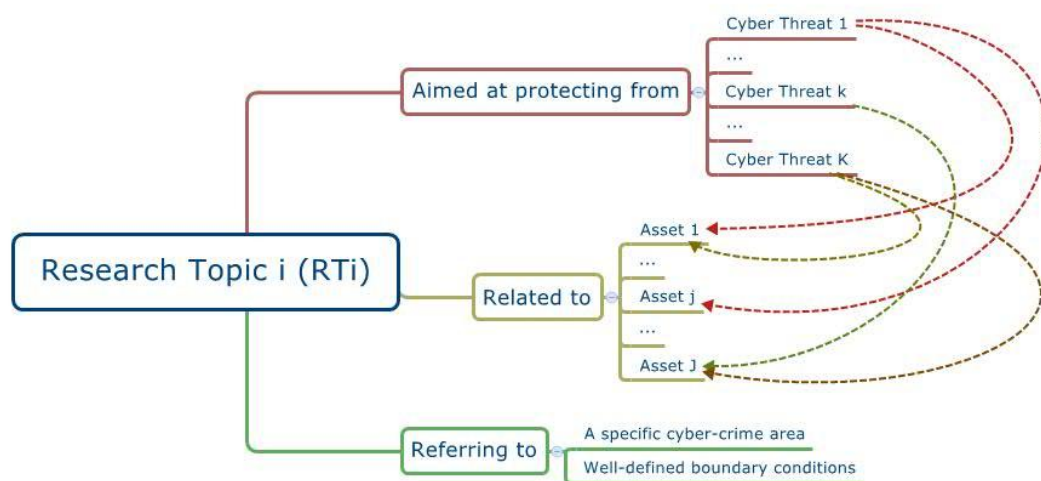 Cyber Threat 1
...
Aimed at protecting from
Cyber Threat k
...
Cyber Threat K
Research Topic i (RTi)
Asset 1
...
Related to
Asset j
...
Asset J
Referring to
A specific cyber-crime area
Well-defined boundary conditions